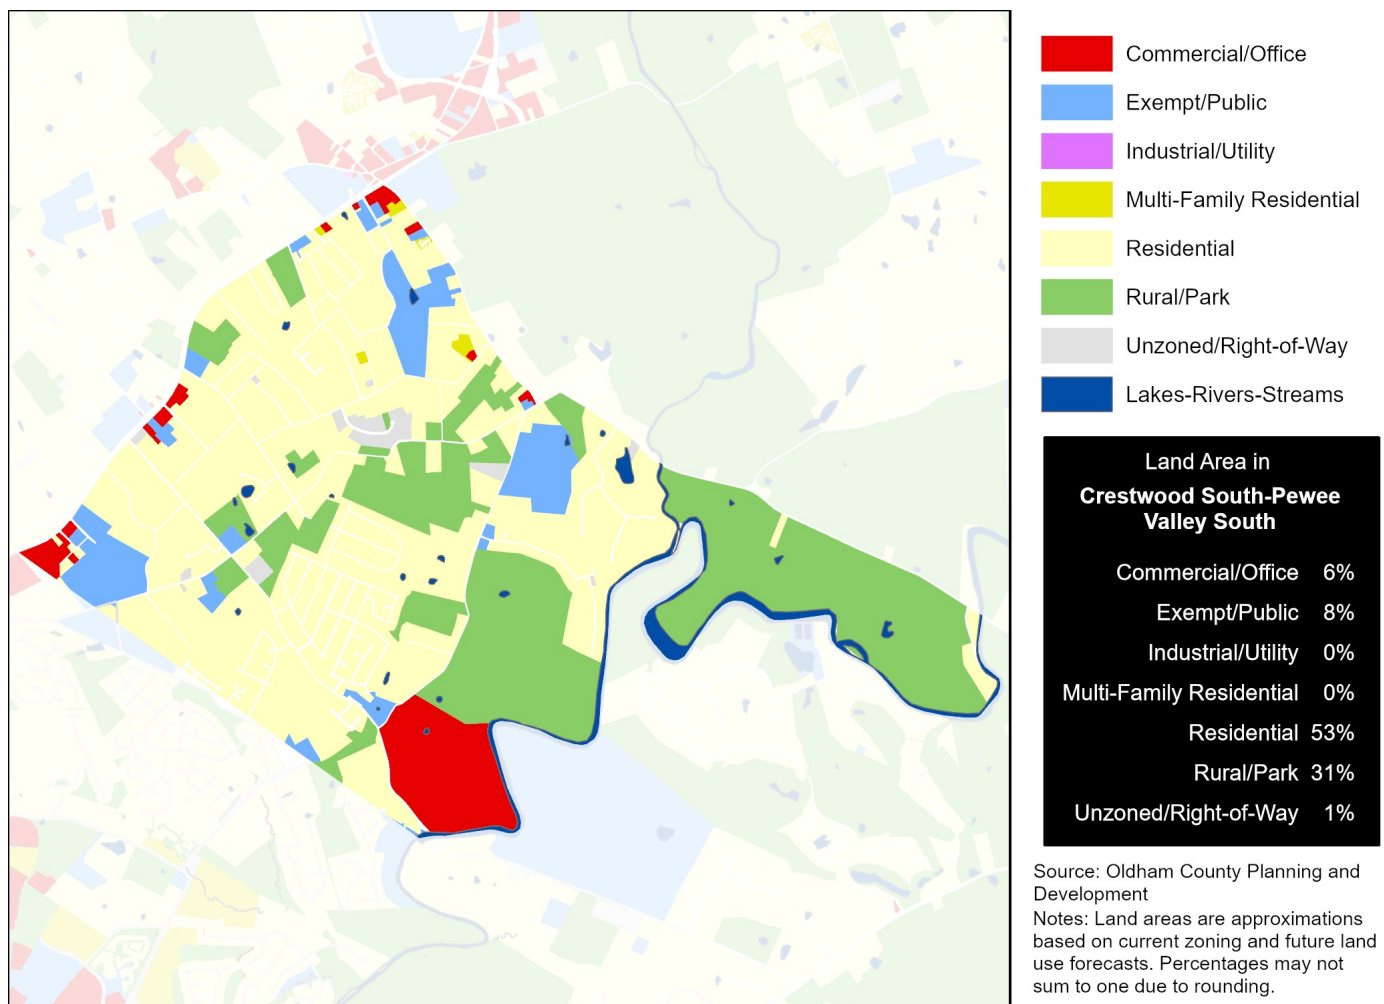 Commercial/Office
Exempt/Public
Industrial/Utility
Multi-Family Residential
Residential
Rural/Park
Unzoned/Right-of-Way
Lakes-Rivers-Streams
Land Area in
Crestwood South-Pewee
Valley South
Commercial/Office 6%
Exempt/Public 8%
Industrial/Utility 0%
Multi-Family Residential 0%
Residential 53%
Rural/Park 31%
Unzoned/Right-of-Way 1%
Source: Oldham County Planning and
Development
Notes: Land areas are approximations
based on current zoning and future land
use forecasts. Percentages may not
sum to one due to rounding.